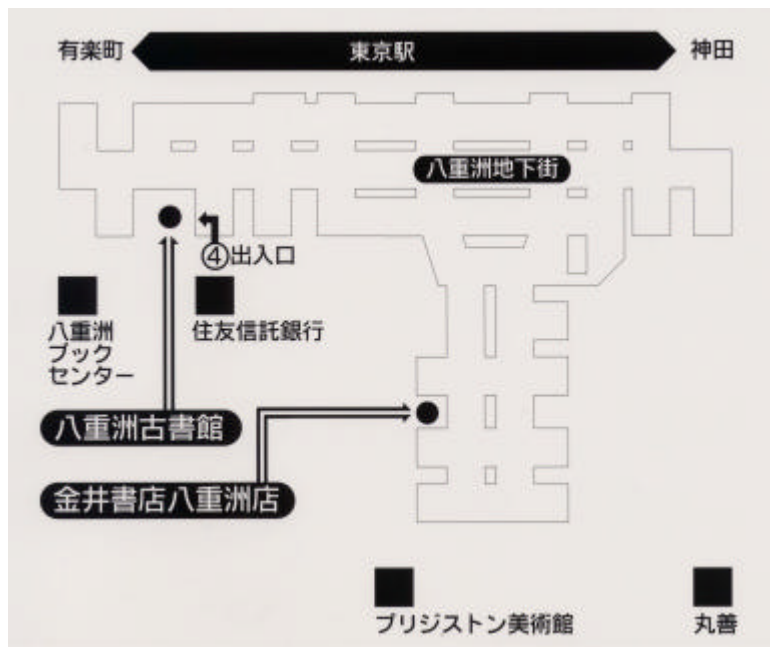 有楽町
東京駅
神田
八重洲地下街
④出入口
八重洲
ブック
センター
住友信託銀行
八重洲古書館
金井書店八重洲店
ブリジストン美術館
丸善